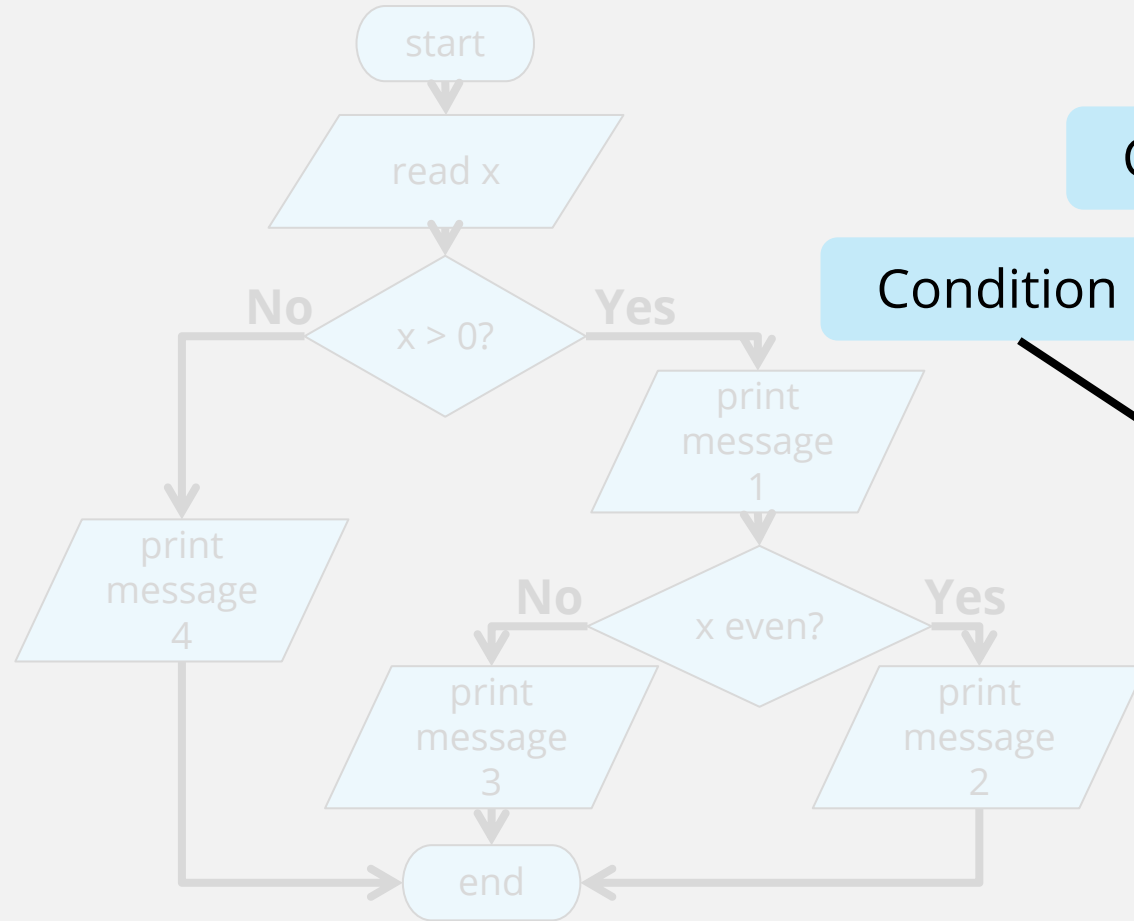 start
read x
No
x > 0?
Yes
Condition
print
message
1
print
message
4
No
x even?
Yes
print
message
3
print
message
2
end